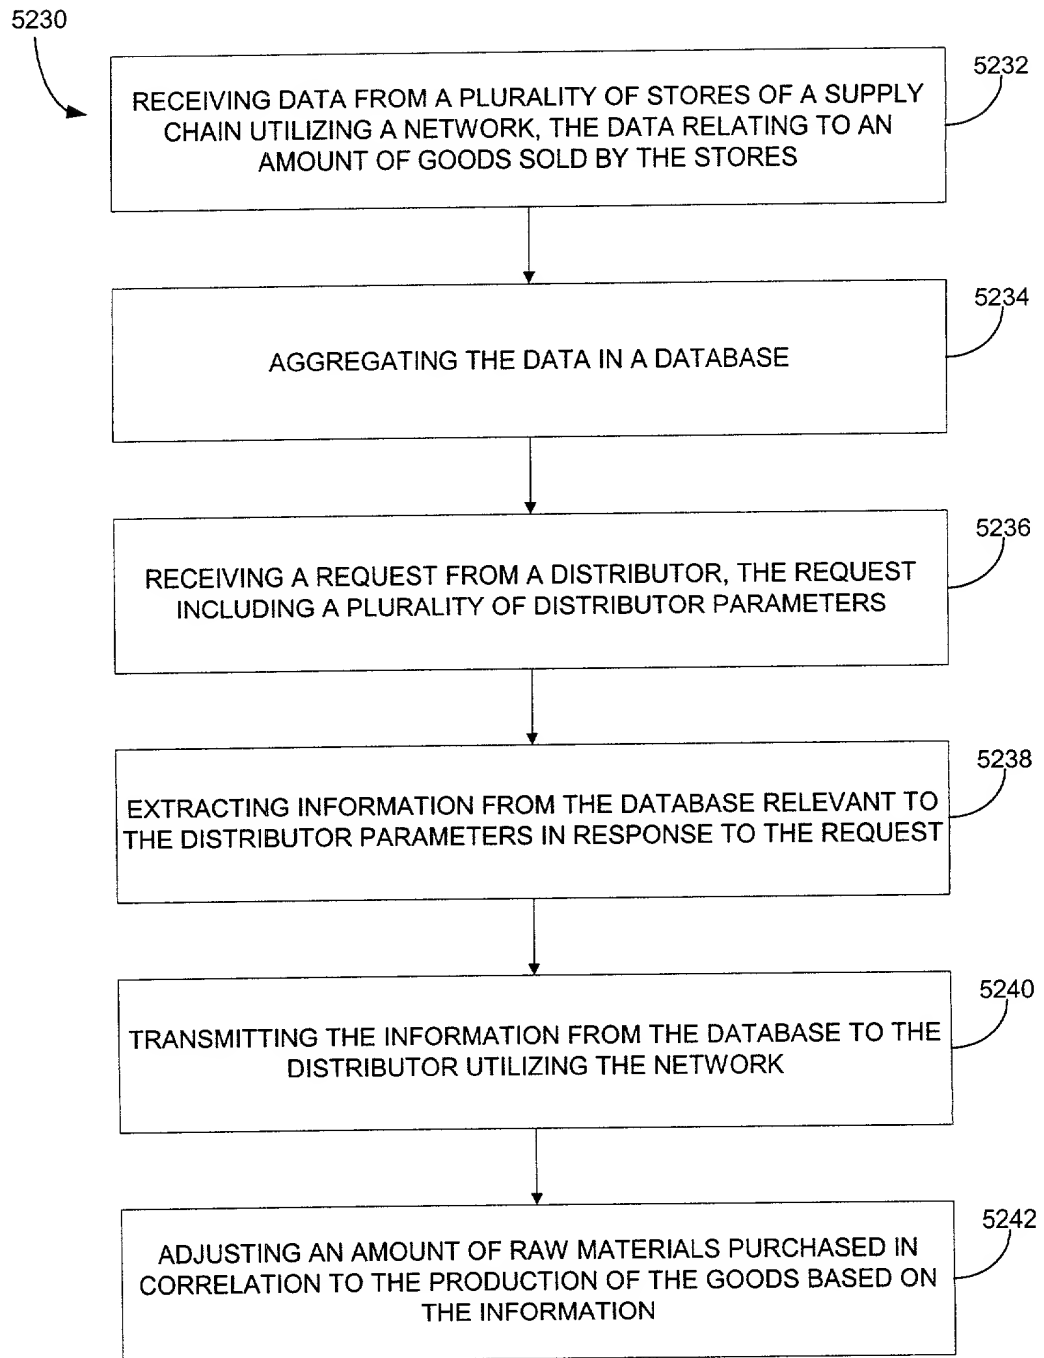 5230
5232
RECEIVING DATA FROM A PLURALITY OF STORES OF A SUPPLY
CHAIN UTILIZING A NETWORK, THE DATA RELATING TO AN
AMOUNT OF GOODS SOLD BY THE STORES
5234
AGGREGATING THE DATA IN A DATABASE
5236
RECEIVING A REQUEST FROM A DISTRIBUTOR, THE REQUEST
INCLUDING A PLURALITY OF DISTRIBUTOR PARAMETERS
5238
EXTRACTING INFORMATION FROM THE DATABASE RELEVANT TO
THE DISTRIBUTOR PARAMETERS IN RESPONSE TO THE REQUEST
5240
TRANSMITTING THE INFORMATION FROM THE DATABASE TO THE
DISTRIBUTOR UTILIZING THE NETWORK
5242
ADJUSTING AN AMOUNT OF RAW MATERIALS PURCHASED IN
CORRELATION TO THE PRODUCTION OF THE GOODS BASED ON
THE INFORMATION